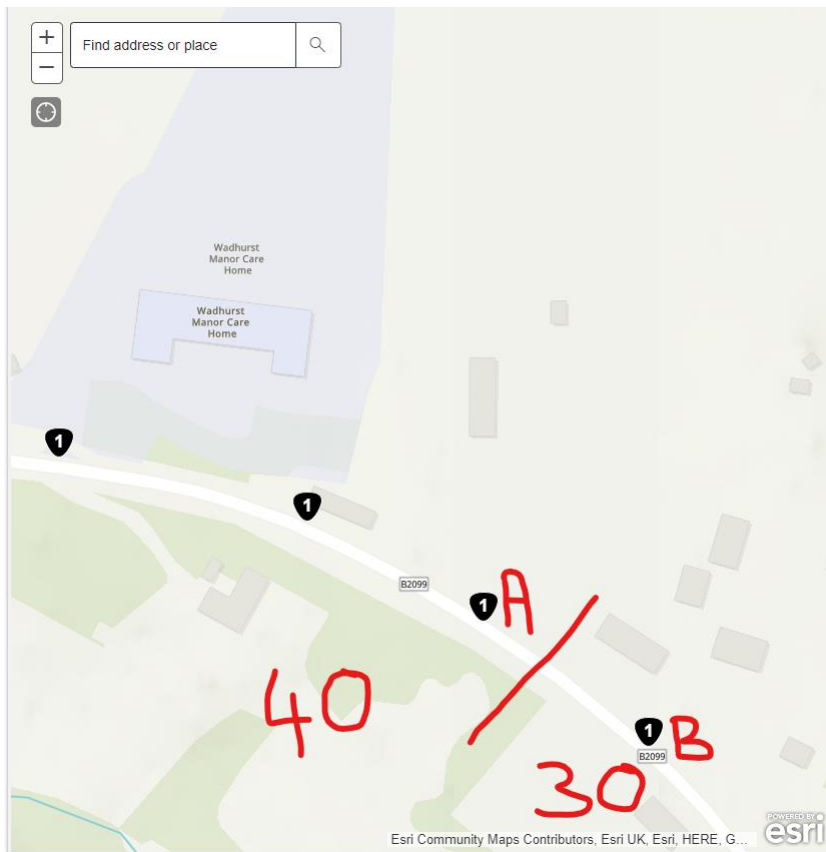 +
Find address or place
−
Wadhurst
Manor Care
Home
Wadhurst
Manor Care
Home
1
1
B2099
1 A
40
1 B
B2099
30
POWERED BY
esri
Esri Community Maps Contributors, Esri UK, Esri, HERE, G...